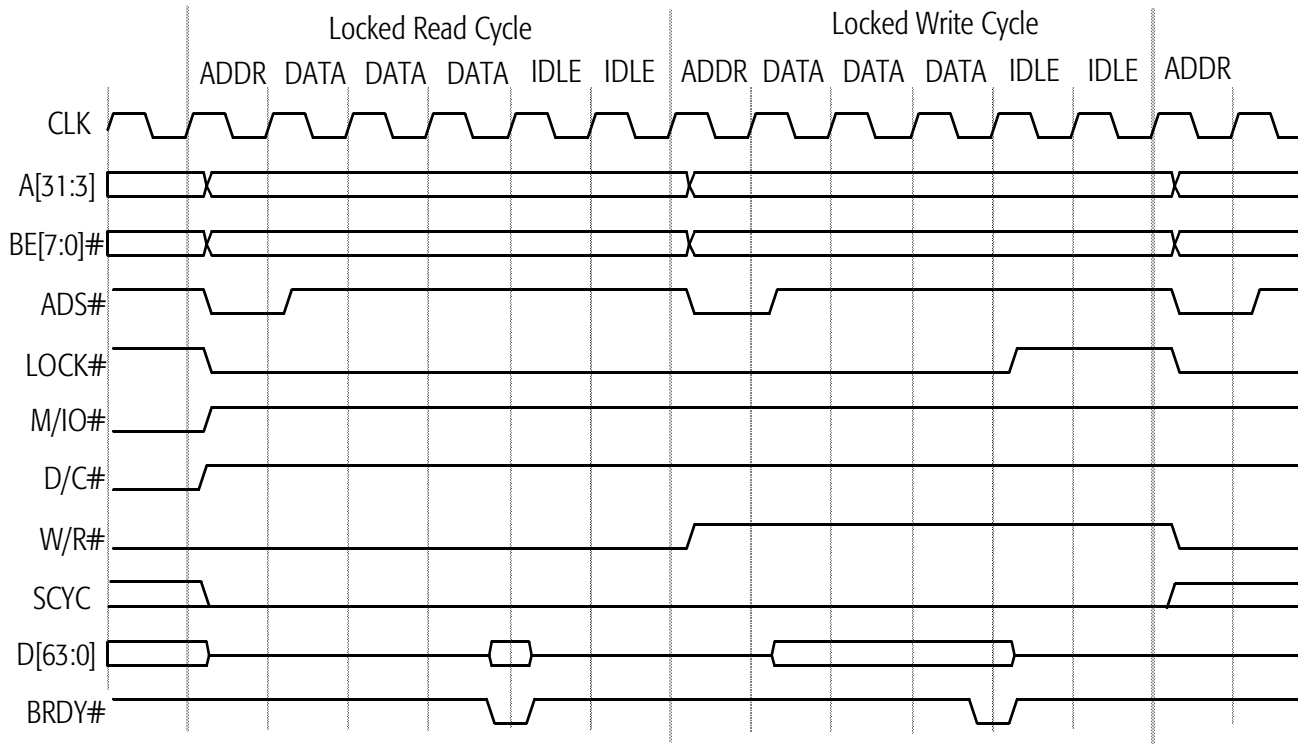 Locked Read Cycle Locked Write Cycle
ADDR DATA DATA DATA IDLE IDLE ADDR DATA DATA DATA IDLE IDLE ADDR
CLK
A[31:3]
BE[7:0]#
ADS#
LOCK#
M/IO#
D/C#
W/R#
SCYC
D[63:0]
BRDY#